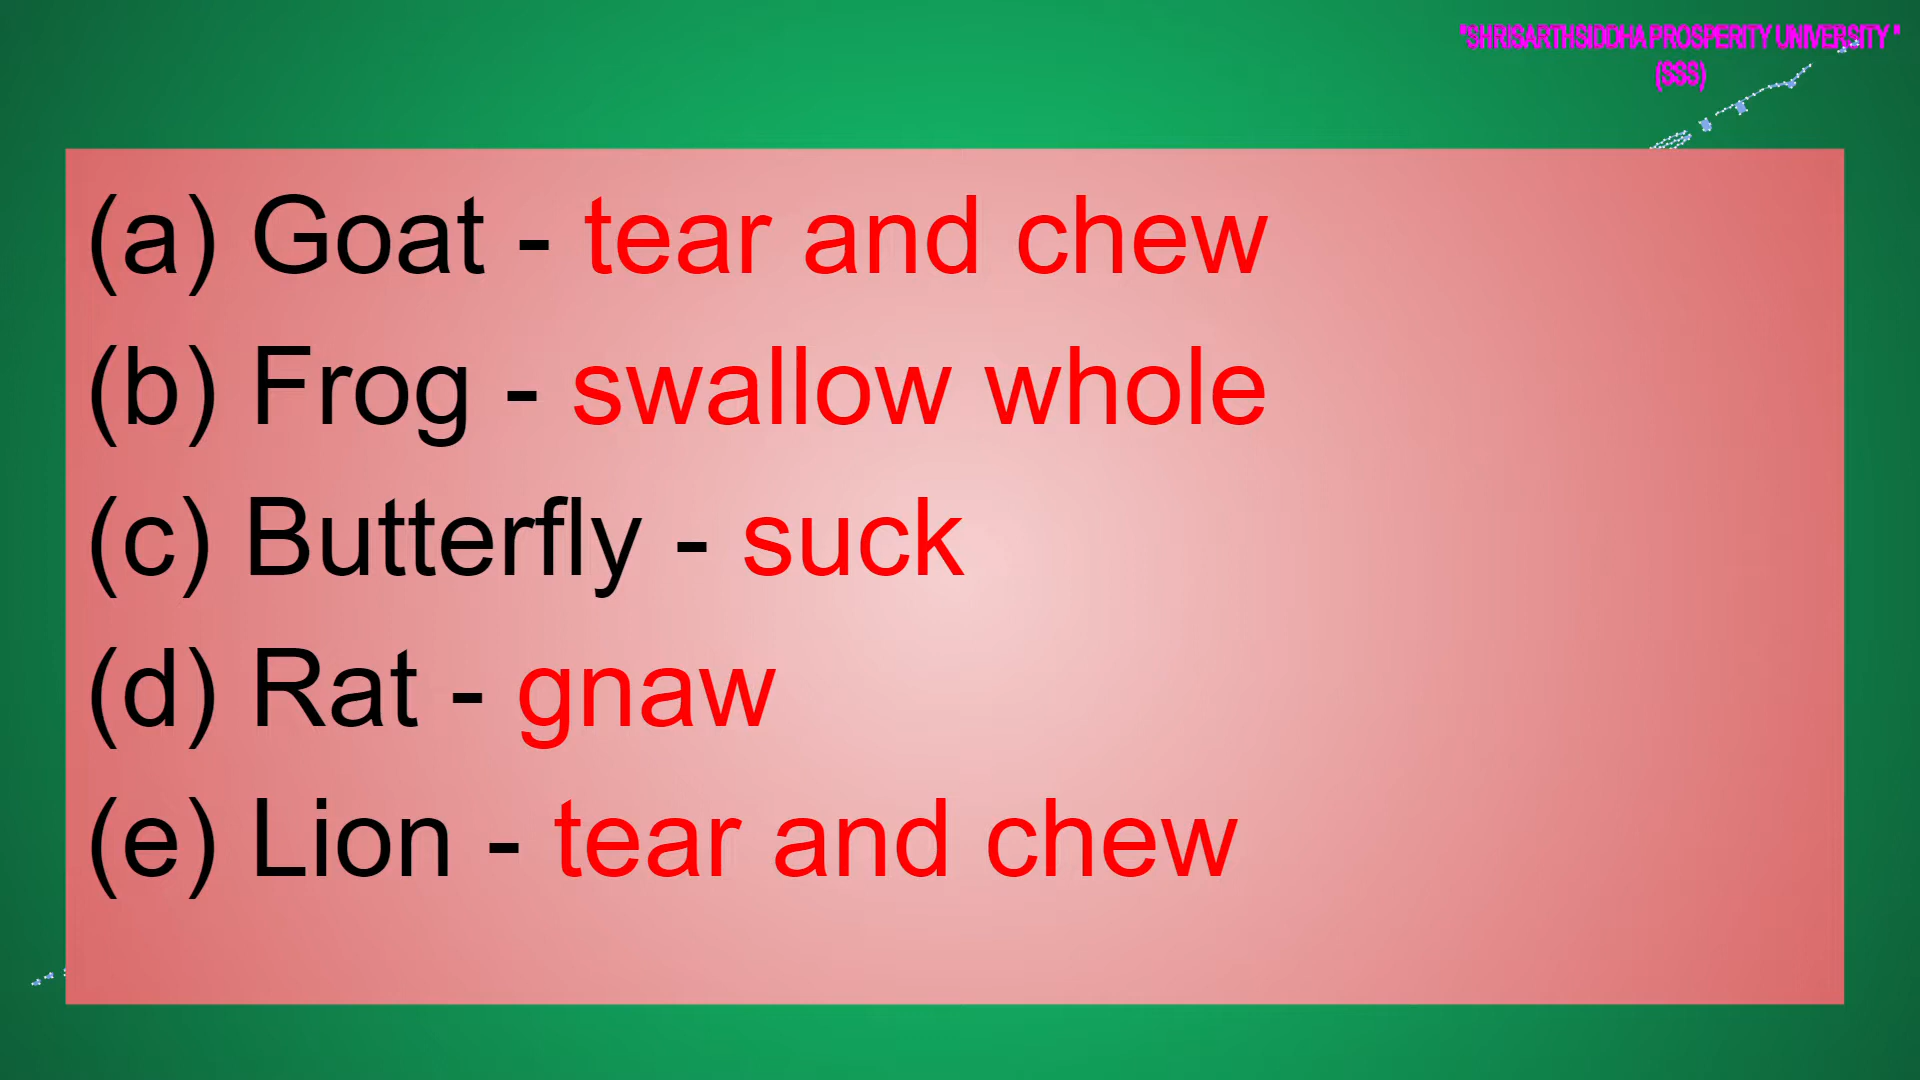 "SHRISARTHSIDDHA PROSPERITY UNIVERSITY "
(SSS)
(a) Goat - tear and chew
(b) Frog - swallow whole
(c) Butterfly - suck
(d) Rat - gnaw
(e) Lion - tear and chew